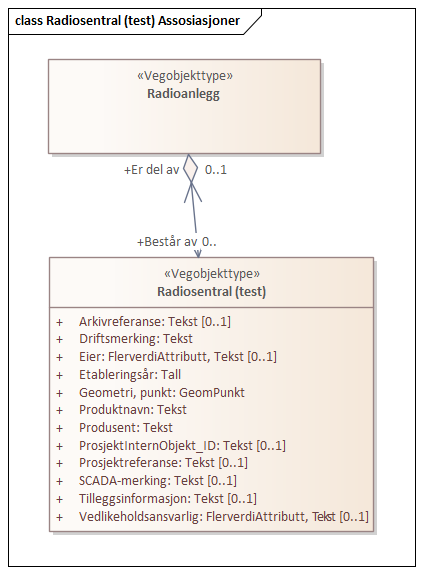 class Radiosentral (test) Assosiasjoner
«Vegobjekttype»
Radioanlegg
+Er del av 0..1
+Består av 0..
«Vegobjekttype»
Radiosentral (test)
+ Arkivreferanse: Tekst [0..1]
+ Driftsmerking: Tekst
+ Eier: FlerverdiAttributt, Tekst [0..1]
+ Etableringsår: Tall
+ Geometri, punkt: GeomPunkt
+ Produktnavn: Tekst
+ Produsent: Tekst
+ ProsjektInternObjekt_ID: Tekst [0..1]
+ Prosjektreferanse: Tekst [0..1]
+ SCADA-merking: Tekst [0..1]
+ Tilleggsinformasjon: Tekst [0..1]
+ Vedlikeholdsansvarlig: FlerverdiAttributt, Tekst [0..1]